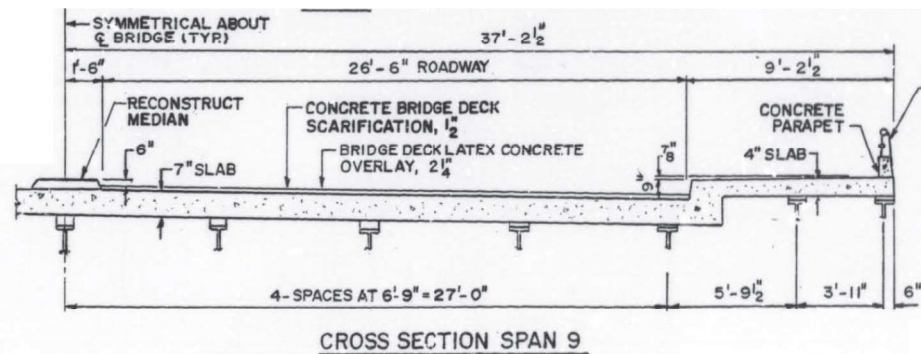 SYMMETRICAL ABOUT
℄ BRIDGE (TYP.)
37'-2½"
1'-6"
26'-6" ROADWAY
9'-2½"
RECONSTRUCT
MEDIAN
6"
7" SLAB
CONCRETE BRIDGE DECK
SCARIFICATION, ½"
BRIDGE DECK LATEX CONCRETE
OVERLAY, 2¼"
7/8"
CONCRETE
PARAPET
4" SLAB
4-SPACES AT 6'-9" = 27'-0"
5'-9½"
3'-11"
6"
CROSS SECTION SPAN 9